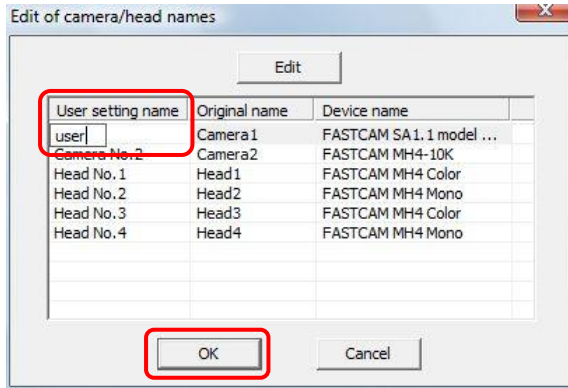 Edit of camera/head names
Edit
User setting name Original name Device name
user Camera1 FASTCAM SA1.1 model ...
Camera No.2 Camera2 FASTCAM MH4-10K
Head No.1 Head1 FASTCAM MH4 Color
Head No.2 Head2 FASTCAM MH4 Mono
Head No.3 Head3 FASTCAM MH4 Color
Head No.4 Head4 FASTCAM MH4 Mono
OK Cancel